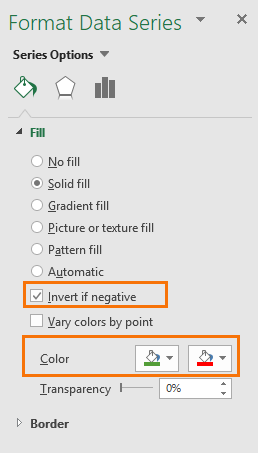 Format Data Series
Series Options
Fill
No fill
Solid fill
Gradient fill
Picture or texture fill
Pattern fill
Automatic
Invert if negative
Vary colors by point
Color
Transparency 0%
Border